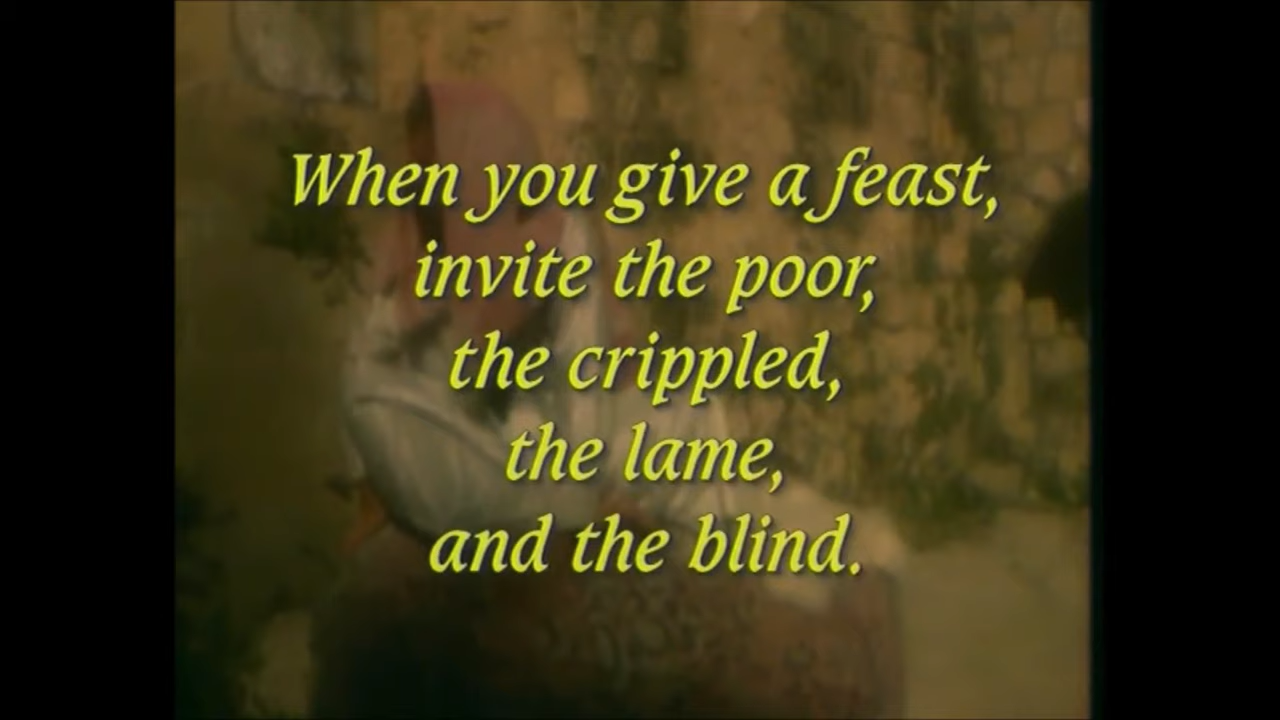 When you give a feast,
invite the poor,
the crippled,
the lame,
and the blind.